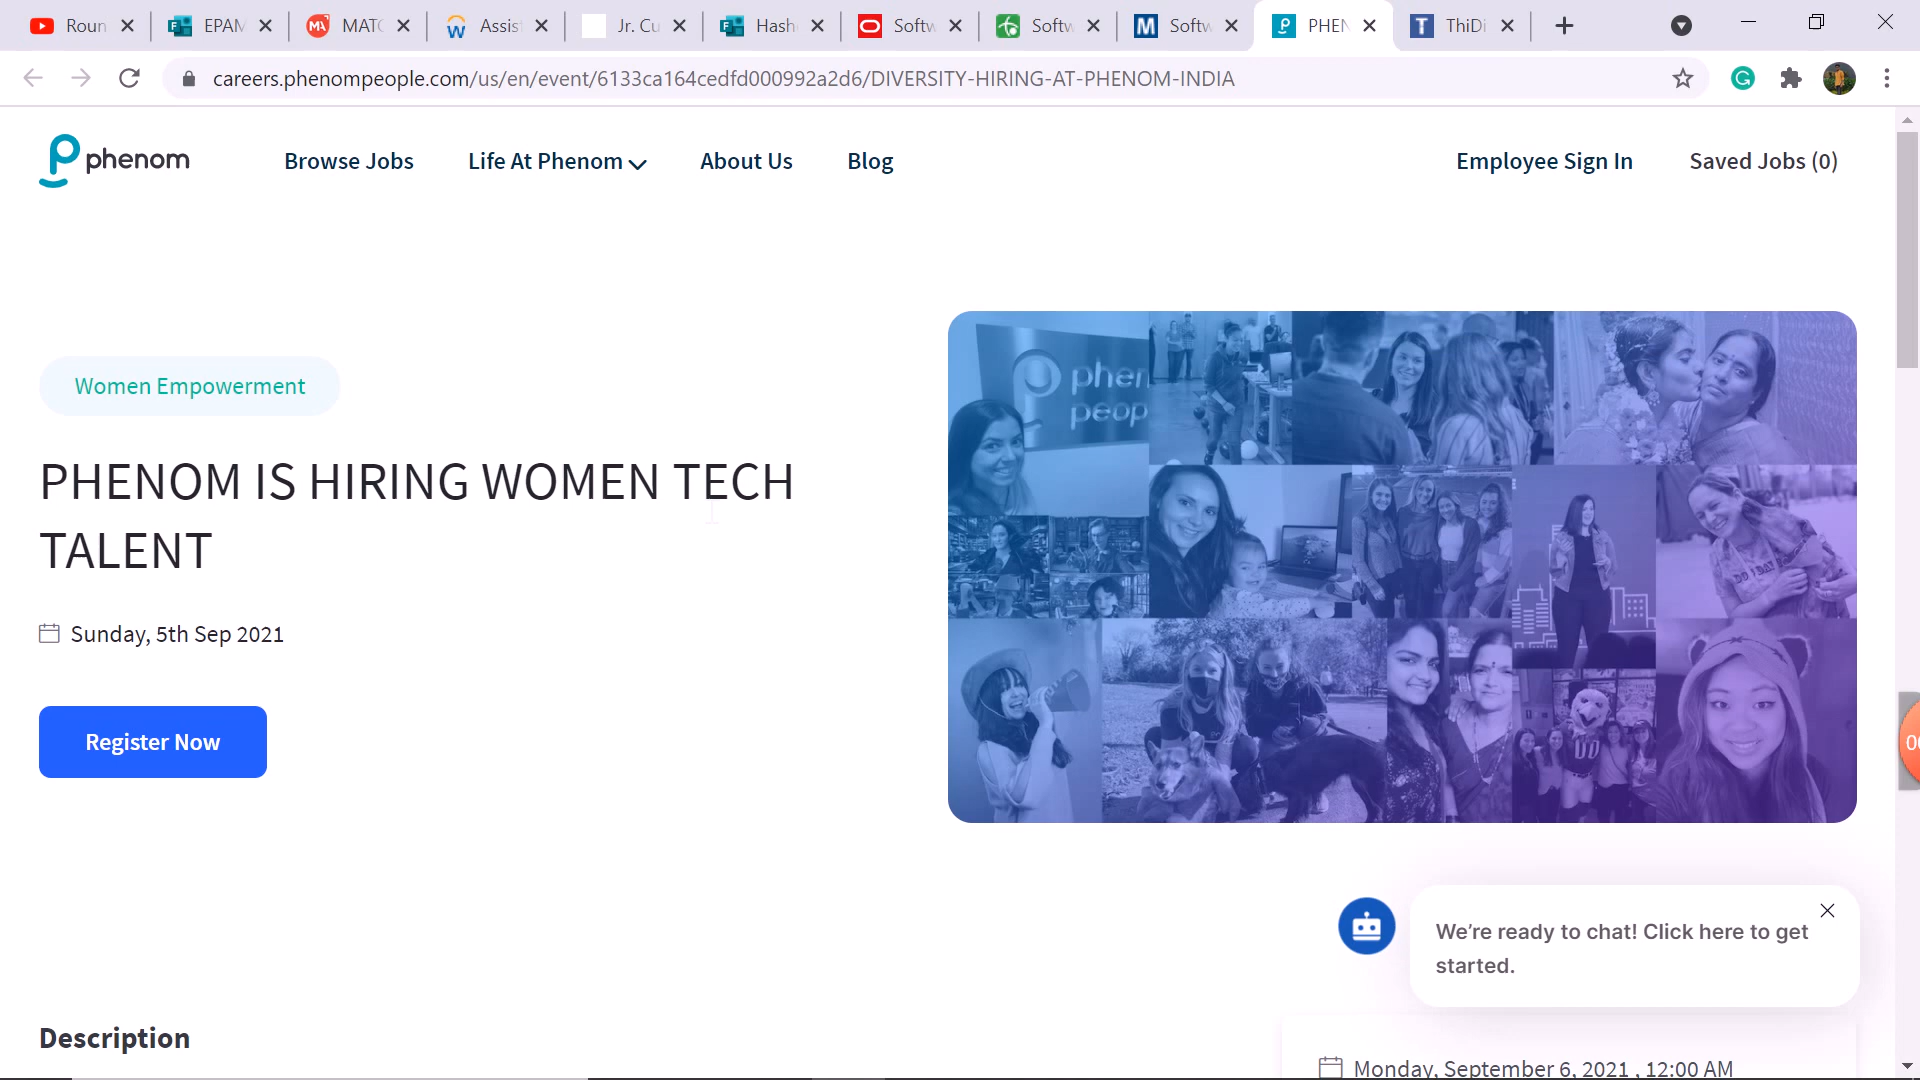 Roun
EPAM
MATC
Assis
Jr. Cu
Hash
Softw
Softw
Softw
PHEN
ThiDi
careers.phenompeople.com/us/en/event/6133ca164cedfd000992a2d6/DIVERSITY-HIRING-AT-PHENOM-INDIA
phenom
Browse Jobs
Life At Phenom
About Us
Blog
Employee Sign In
Saved Jobs (0)
Women Empowerment
PHENOM IS HIRING WOMEN TECH
TALENT
Sunday, 5th Sep 2021
Register Now
phen
peop
We're ready to chat! Click here to get
started.
Description
Monday, September 6, 2021 , 12:00 AM